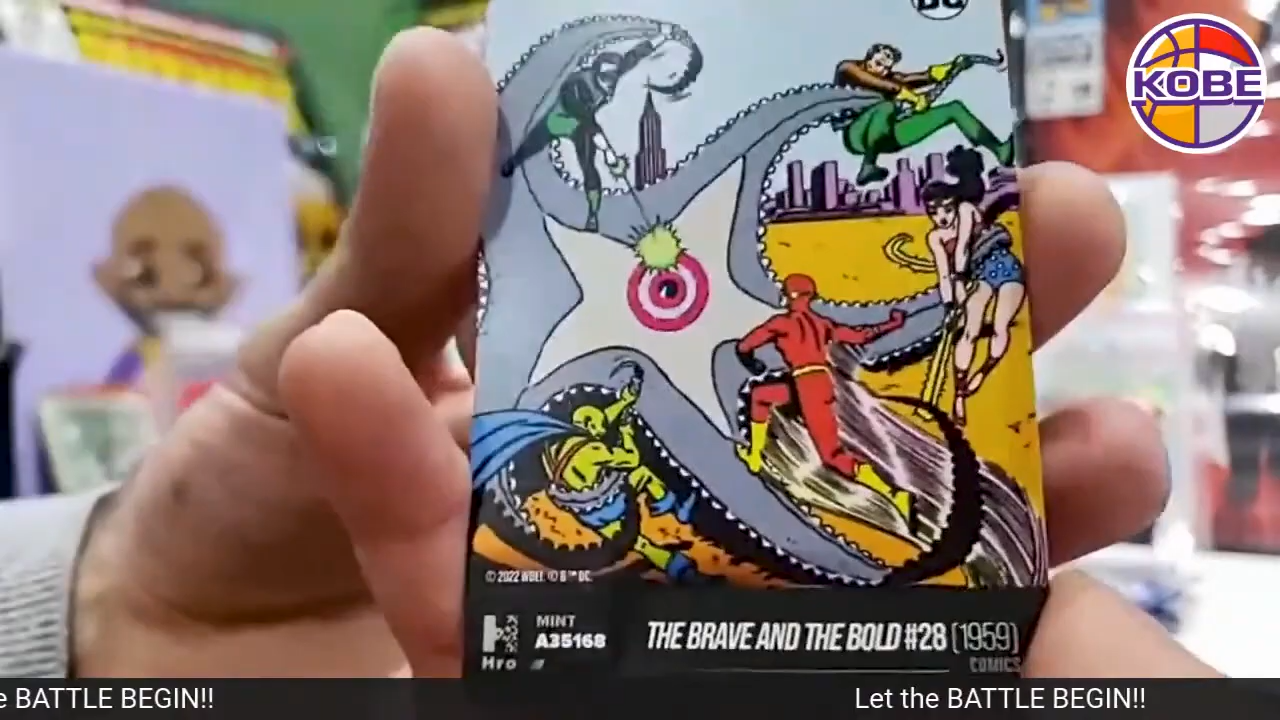 DC
KOBE
© 2022 WBEI. © & ™ DC.
MINT
A35168
Hro
THE BRAVE AND THE BOLD #28 (1959)
COMICS
e BATTLE BEGIN!!
Let the BATTLE BEGIN!!